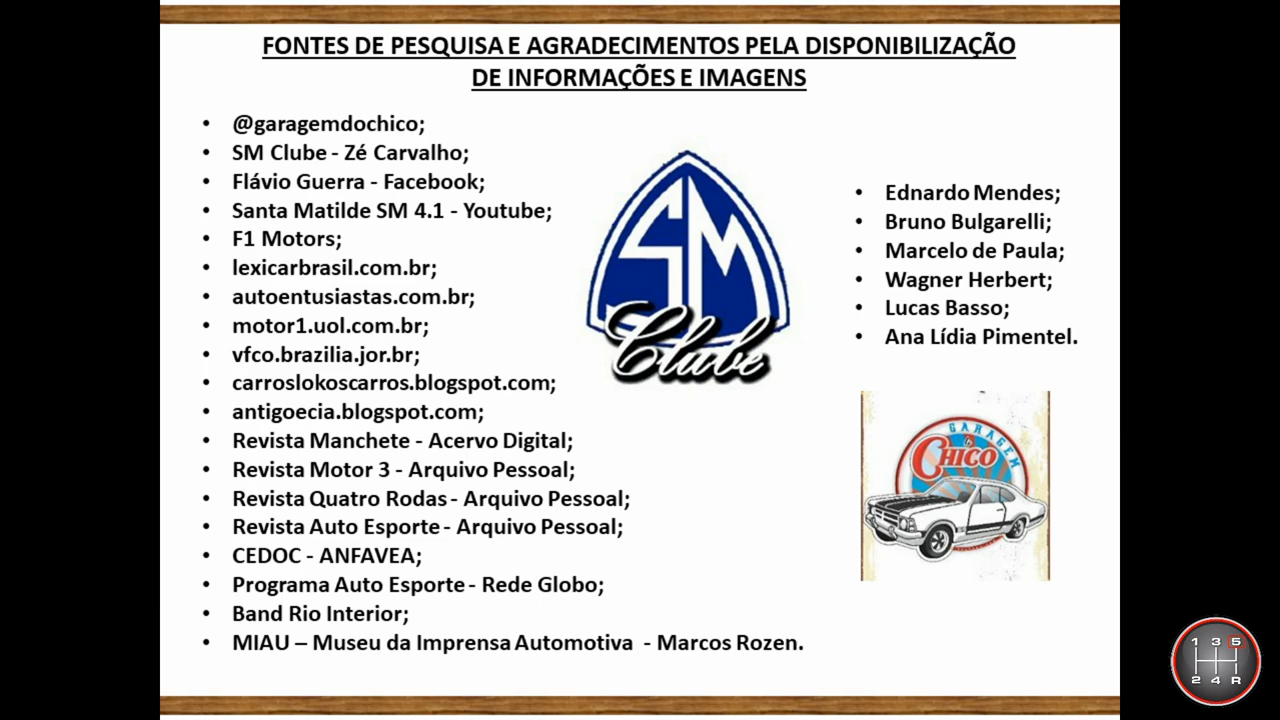 FONTES DE PESQUISA E AGRADECIMENTOS PELA DISPONIBILIZAÇÃO
DE INFORMAÇÕES E IMAGENS
• @garagemdochico;
• SM Clube - Zé Carvalho;
• Flávio Guerra - Facebook;
• Santa Matilde SM 4.1 - Youtube;
• F1 Motors;
• lexicarbrasil.com.br;
• autoentusiastas.com.br;
• motor1.uol.com.br;
• vfco.brazilia.jor.br;
• carroslokoscarros.blogspot.com;
• antigoecia.blogspot.com;
• Revista Manchete - Acervo Digital;
• Revista Motor 3 - Arquivo Pessoal;
• Revista Quatro Rodas - Arquivo Pessoal;
• Revista Auto Esporte - Arquivo Pessoal;
• CEDOC - ANFAVEA;
• Programa Auto Esporte - Rede Globo;
• Band Rio Interior;
• MIAU – Museu da Imprensa Automotiva - Marcos Rozen.
SM
Clube
• Ednardo Mendes;
• Bruno Bulgarelli;
• Marcelo de Paula;
• Wagner Herbert;
• Lucas Basso;
• Ana Lídia Pimentel.
GARAGEM
do
CHICO
1 3 5
2 4 R